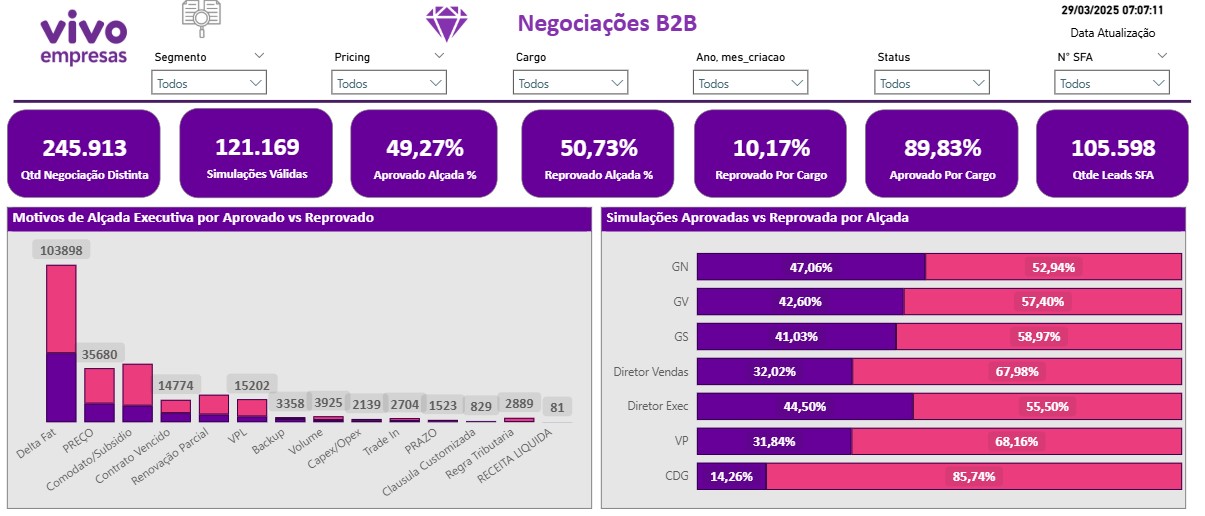 vivo
empresas
Negociações B2B
29/03/2025 07:07:11
Data Atualização
Segmento
Todos
Pricing
Todos
Cargo
Todos
Ano, mes_criacao
Todos
Status
Todos
N° SFA
Todos
245.913
Qtd Negociação Distinta
121.169
Simulações Válidas
49,27%
Aprovado Alçada %
50,73%
Reprovado Alçada %
10,17%
Reprovado Por Cargo
89,83%
Aprovado Por Cargo
105.598
Qtde Leads SFA
Motivos de Alçada Executiva por Aprovado vs Reprovado
103898
35680
14774
15202
3358
3925
2139
2704
1523
829
2889
81
Delta Fat
PREÇO
Comodato/Subsidio
Contrato Vencido
Renovação Parcial
VPL
Backup
Volume
Capex/Opex
Trade In
PRAZO
Clausula Customizada
Regra Tributaria
RECEITA LIQUIDA
Simulações Aprovadas vs Reprovada por Alçada
GN 47,06% 52,94%
GV 42,60% 57,40%
GS 41,03% 58,97%
Diretor Vendas 32,02% 67,98%
Diretor Exec 44,50% 55,50%
VP 31,84% 68,16%
CDG 14,26% 85,74%